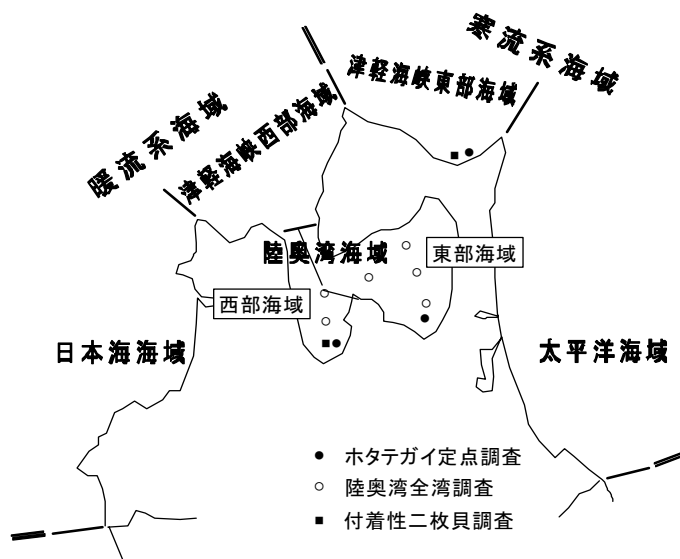 寒流系海域
津軽海峡東部海域
暖流系海域
津軽海峡西部海域
陸奥湾海域
東部海域
西部海域
日本海海域
太平洋海域
● ホタテガイ定点調査
○ 陸奥湾全湾調査
■ 付着性二枚貝調査